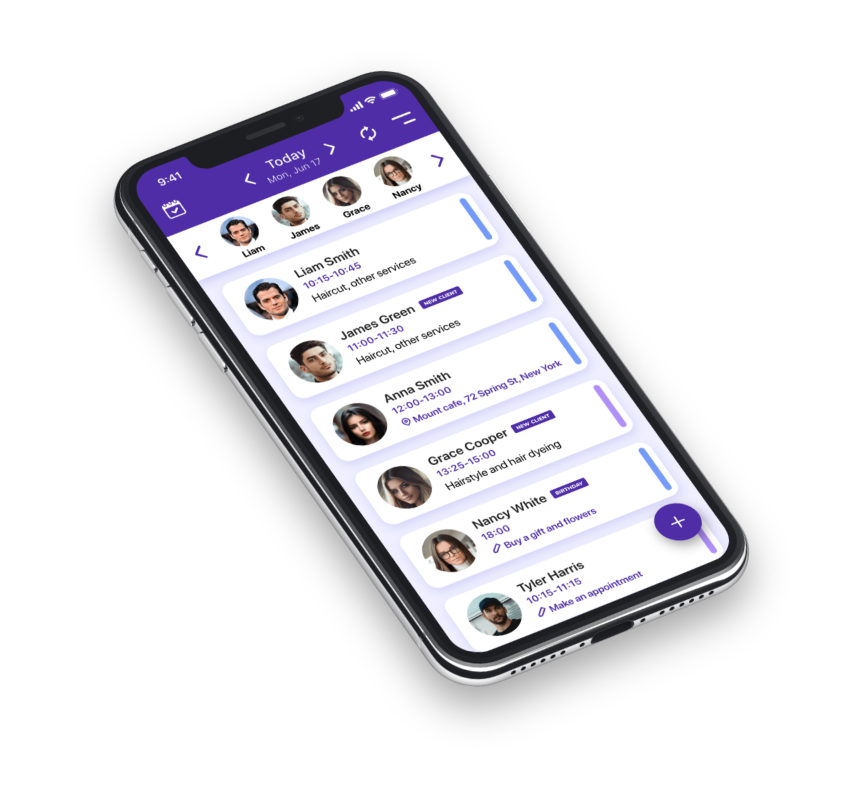 9:41
Today
Mon, Jun 17
Liam
James
Grace
Nancy
Liam Smith
10:15-10:45
Haircut, other services
James Green NEW CLIENT
11:00-11:30
Haircut, other services
Anna Smith
12:00-13:00
Mount cafe, 72 Spring St, New York
Grace Cooper NEW CLIENT
13:25-15:00
Hairstyle and hair dyeing
Nancy White BIRTHDAY
18:00
Buy a gift and flowers
Tyler Harris
10:15-11:15
Make an appointment